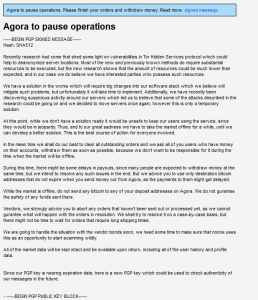 Agora to pause operations. Please finish your orders and withdraw money. Read more: signed message.
Agora to pause operations
-----BEGIN PGP SIGNED MESSAGE-----
Hash: SHA512
Recently research had come that shed some light on vulnerabilities in Tor Hidden Services protocol which could
help to deanonymize server locations. Most of the new and previously known methods do require substantial
resources to be executed, but the new research shows that the amount of resources could be much lower than
expected, and in our case we do believe we have interested parties who possess such resources.
We have a solution in the works which will require big changes into our software stack which we believe will
mitigate such problems, but unfortunately it will take time to implement. Additionally, we have recently been
discovering suspicious activity around our servers which led us to believe that some of the attacks described in the
research could be going on and we decided to move servers once again, however this is only a temporary
solution.
At this point, while we don't have a solution ready it would be unsafe to keep our users using the service, since
they would be in jeopardy. Thus, and to our great sadness we have to take the market offline for a while, until we
can develop a better solution. This is the best course of action for everyone involved.
In the mean time we shall do our best to clear all outstanding orders and we ask all of you users who have money
on their accounts, withdraw them as soon as possible, because we don't want to be responsible for it during the
time when the market will be offline.
During this time, there might be some delays in payouts, since many people are expected to withdraw money at the
same time, but we intend to resolve any such issues in the end. But we advice you to use only destination bitcoin
addresses that do not expire when you send money out from Agora, as the payments to them might get delayed.
While the market is offline, do not send any bitcoin to any of your deposit addresses on Agora. We do not gurantee
the safety of any funds sent there.
Vendors, we strongly advice you to abort any orders that haven't been sent out or processed yet, as we cannot
gurantee what will happen with the orders in resolution. We shall try to resolve it on a case-by-case basis, but
there might not be time to wait for orders that require long shipping times.
We are going to handle the situation with the vendor bonds soon, we need some time to make sure that noone uses
this as an opportunity to start scamming wildly.
All of the market data will be kept intact and be available upon return, including all of the user history and profile
data.
Since our PGP key is nearing expiration date, here is a new PGP key which could be used to check authenticity of
our messages in the future.
- -----BEGIN PGP PUBLIC KEY BLOCK-----